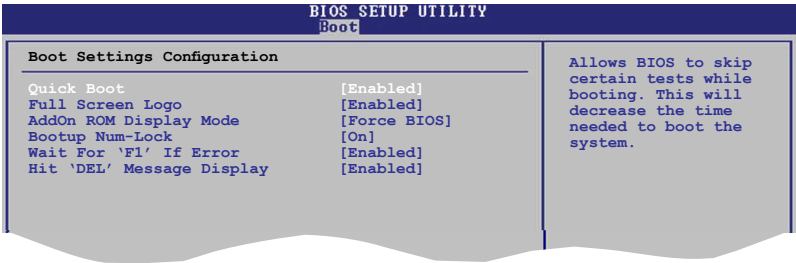 BIOS SETUP UTILITY
Boot
Boot Settings Configuration
Quick Boot [Enabled]
Full Screen Logo [Enabled]
AddOn ROM Display Mode [Force BIOS]
Bootup Num-Lock [On]
Wait For ‘F1’ If Error [Enabled]
Hit ‘DEL’ Message Display [Enabled]
Allows BIOS to skip
certain tests while
booting. This will
decrease the time
needed to boot the
system.